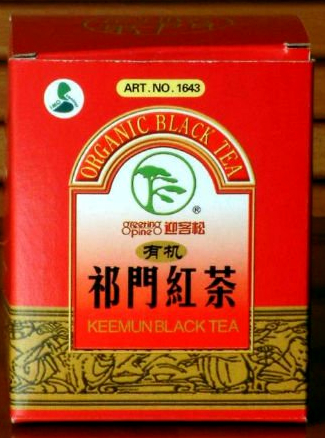 ART. NO. 1643
ORGANIC BLACK TEA
®
greeting pine 迎客松
有机
祁門紅茶
KEEMUN BLACK TEA